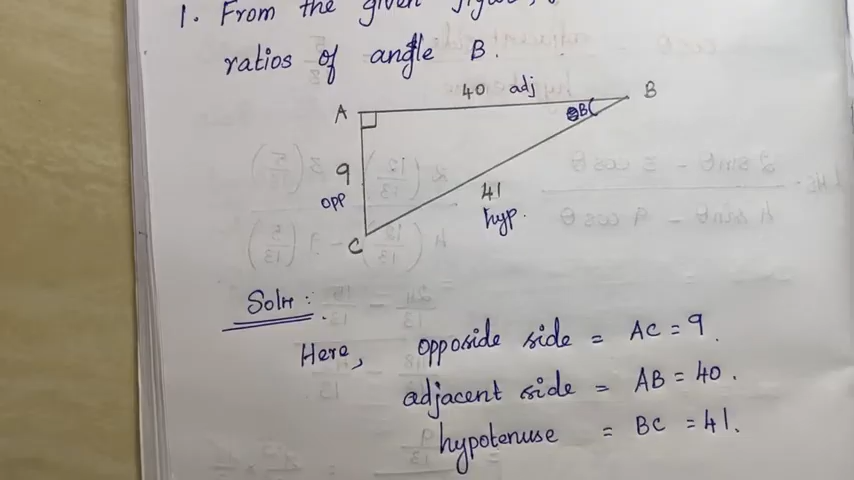 1. From the given figure,
ratios of angle B.
40 adj
A
B
B
9
opp
41
hyp.
C
Soln:
Here, opposide side = AC = 9.
adjacent side = AB = 40.
hypotenuse = BC = 41.